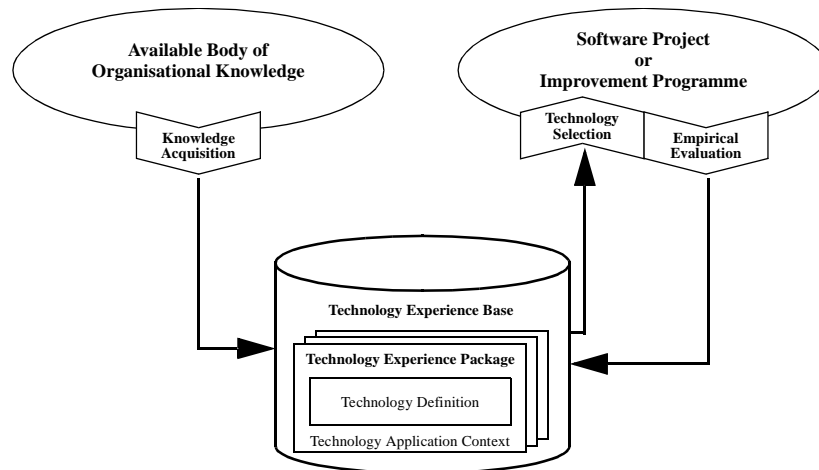 Available Body of
Organisational Knowledge
Knowledge
Acquisition
Software Project
or
Improvement Programme
Technology
Selection
Empirical
Evaluation
Technology Experience Base
Technology Experience Package
Technology Definition
Technology Application Context